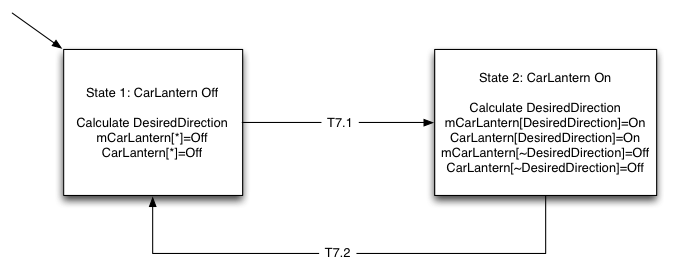 State 1: CarLantern Off
Calculate DesiredDirection
mCarLantern[*]=Off
CarLantern[*]=Off
T7.1
State 2: CarLantern On
Calculate DesiredDirection
mCarLantern[DesiredDirection]=On
CarLantern[DesiredDirection]=On
mCarLantern[~DesiredDirection]=Off
CarLantern[~DesiredDirection]=Off
T7.2